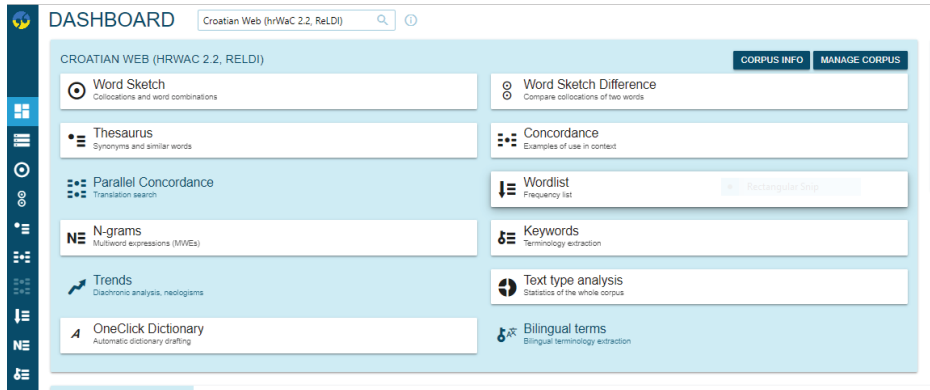 DASHBOARD Croatian Web (hrWaC 2.2, ReLDI)
CROATIAN WEB (HRWAC 2.2, RELDI) CORPUS INFO MANAGE CORPUS
Word Sketch
Collocations and word combinations
Word Sketch Difference
Compare collocations of two words
Thesaurus
Synonyms and similar words
Concordance
Examples of use in context
Parallel Concordance
Translation search
Wordlist
Frequency list
Rectangular Snip
N-grams
Multiword expressions (MWEs)
Keywords
Terminology extraction
Trends
Diachronic analysis, neologisms
Text type analysis
Statistics of the whole corpus
OneClick Dictionary
Automatic dictionary drafting
Bilingual terms
Bilingual terminology extraction